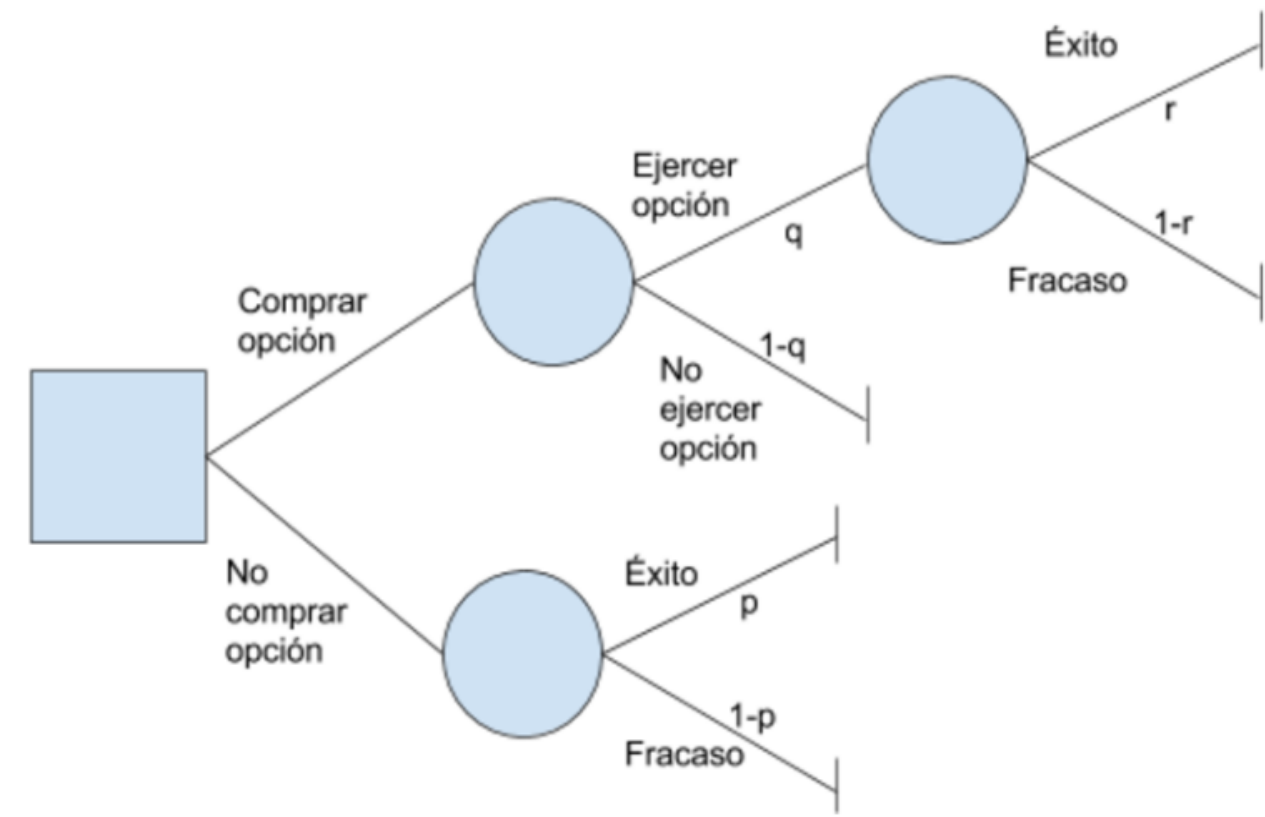 Éxito
r
Ejercer
opción
q
1-r
Fracaso
Comprar
opción
1-q
No
ejercer
opción
No
comprar
opción
Éxito
p
1-p
Fracaso